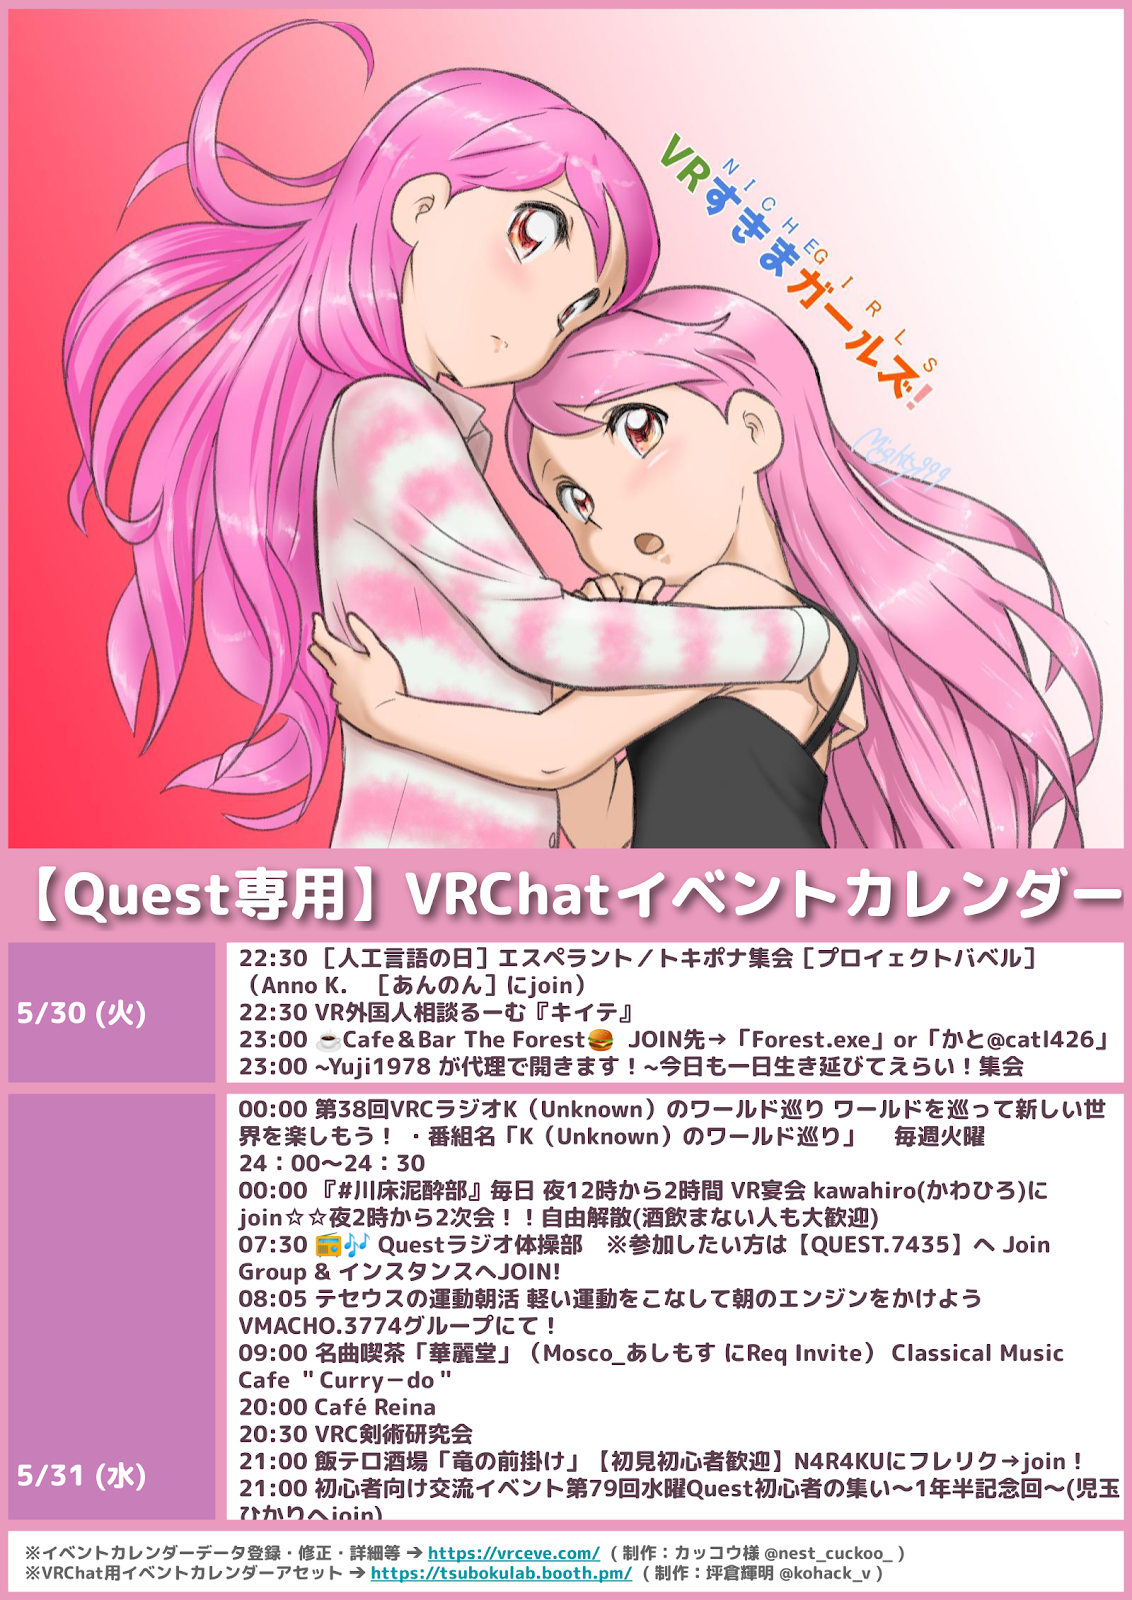 NICHE GIRLS
VRすきまガールズ!
Mighty999
【Quest専用】VRChatイベントカレンダー
5/30 (火)
22:30 ［人工言語の日］エスペラント／トキポナ集会［プロイェクトバベル］
（Anno K.　［あんのん］にjoin）
22:30 VR外国人相談るーむ『キイテ』
23:00 ☕Cafe＆Bar The Forest🍔 JOIN先→「Forest.exe」or「かと@catl426」
23:00 ~Yuji1978 が代理で開きます！~今日も一日生き延びてえらい！集会
5/31 (水)
00:00 第38回VRCラジオK（Unknown）のワールド巡り ワールドを巡って新しい世
界を楽しもう！ ・番組名「K（Unknown）のワールド巡り」　毎週火曜
24：00～24：30
00:00 『#川床泥酔部』毎日 夜12時から2時間 VR宴会 kawahiro(かわひろ)に
join☆☆夜2時から2次会！！自由解散(酒飲まない人も大歓迎)
07:30 📻🎶 Questラジオ体操部　※参加したい方は【QUEST.7435】へ Join
Group & インスタンスへJOIN!
08:05 テセウスの運動朝活 軽い運動をこなして朝のエンジンをかけよう
VMACHO.3774グループにて！
09:00 名曲喫茶「華麗堂」（Mosco_あしもす にReq Invite） Classical Music
Cafe ＂Curry－do＂
20:00 Café Reina
20:30 VRC剣術研究会
21:00 飯テロ酒場「竜の前掛け」【初見初心者歓迎】N4R4KUにフレリク→join！
21:00 初心者向け交流イベント第79回水曜Quest初心者の集い～1年半記念回～(児玉
ひかりへjoin)
※イベントカレンダーデータ登録・修正・詳細等 ➔ https://vrceve.com/ ( 制作：カッコウ様 @nest_cuckoo_ )
※VRChat用イベントカレンダーアセット ➔ https://tsubokulab.booth.pm/ ( 制作：坪倉輝明 @kohack_v )